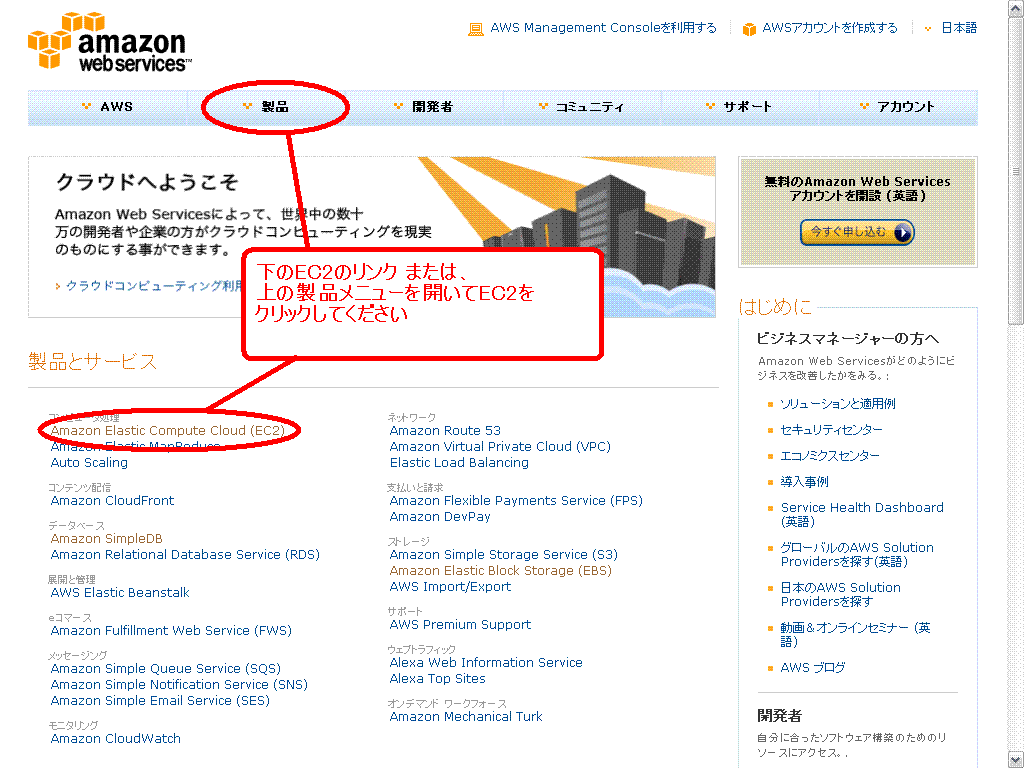 amazon
webservices™
AWS Management Consoleを利用する
AWSアカウントを作成する
日本語
AWS
製品
開発者
コミュニティ
サポート
アカウント
クラウドへようこそ
Amazon Web Servicesによって、世界中の数十
万の開発者や企業の方がクラウドコンピューティングを現実
のものにする事ができます。
クラウドコンピューティング利用
下のEC2のリンク または、
上の製品メニューを開いてEC2を
クリックしてください
無料のAmazon Web Services
アカウントを開設 (英語)
今すぐ申し込む
製品とサービス
コンピュータ処理
Amazon Elastic Compute Cloud (EC2)
Amazon Elastic MapReduce
Auto Scaling
コンテンツ配信
Amazon CloudFront
データベース
Amazon SimpleDB
Amazon Relational Database Service (RDS)
展開と管理
AWS Elastic Beanstalk
eコマース
Amazon Fulfillment Web Service (FWS)
メッセージング
Amazon Simple Queue Service (SQS)
Amazon Simple Notification Service (SNS)
Amazon Simple Email Service (SES)
モニタリング
Amazon CloudWatch
ネットワーク
Amazon Route 53
Amazon Virtual Private Cloud (VPC)
Elastic Load Balancing
支払いと請求
Amazon Flexible Payments Service (FPS)
Amazon DevPay
ストレージ
Amazon Simple Storage Service (S3)
Amazon Elastic Block Storage (EBS)
AWS Import/Export
サポート
AWS Premium Support
ウェブトラフィック
Alexa Web Information Service
Alexa Top Sites
オンデマンド ワークフォース
Amazon Mechanical Turk
はじめに
ビジネスマネージャーの方へ
Amazon Web Servicesがどのようにビ
ジネスを改善したかをみる。:
ソリューションと適用例
セキュリティセンター
エコノミクスセンター
導入事例
Service Health Dashboard
(英語)
グローバルのAWS Solution
Providersを探す(英語)
日本のAWS Solution
Providersを探す
動画＆オンラインセミナー (英
語)
AWS ブログ
開発者
自分に合ったソフトウェア構築のためのリ
ソースにアクセス。.